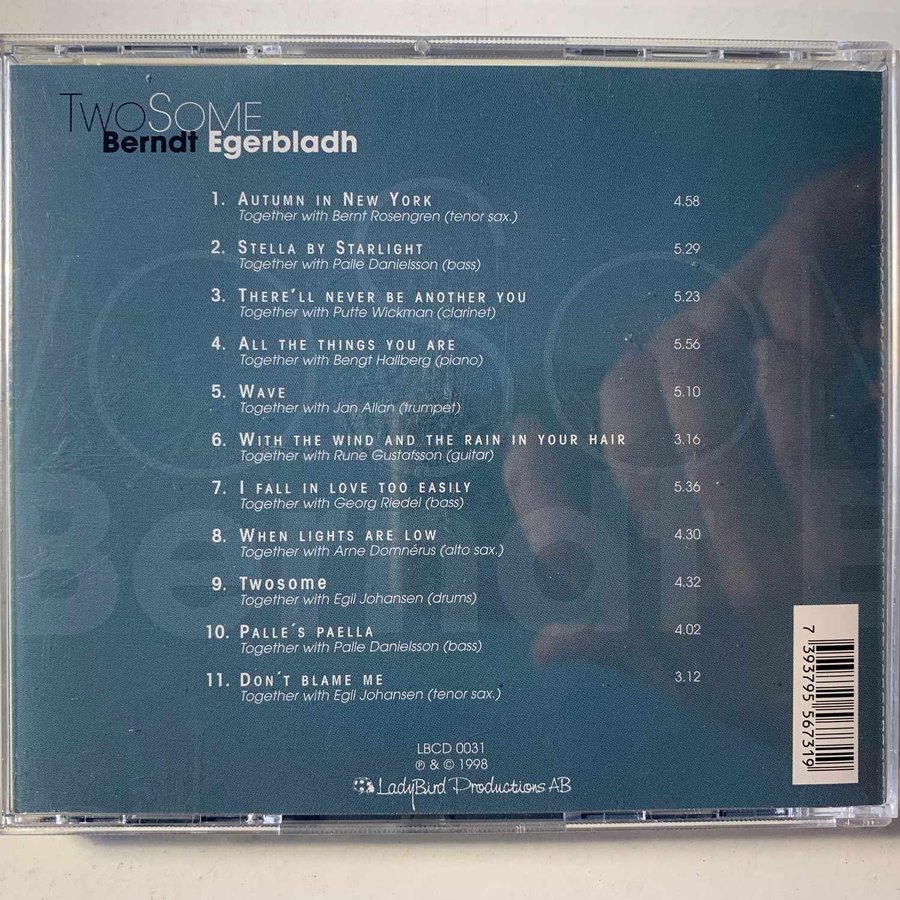 TwoSome
Berndt Egerbladh
1. Autumn in New York 4.58
Together with Bernt Rosengren (tenor sax.)
2. Stella by Starlight 5.29
Together with Palle Danielsson (bass)
3. There´ll never be another you 5.23
Together with Putte Wickman (clarinet)
4. All the things you are 5.56
Together with Bengt Hallberg (piano)
5. Wave 5.10
Together with Jan Allan (trumpet)
6. With the wind and the rain in your hair 3.16
Together with Rune Gustafsson (guitar)
7. I fall in love too easily 5.36
Together with Georg Riedel (bass)
8. When lights are low 4.30
Together with Arne Domnérus (alto sax.)
9. Twosome 4.32
Together with Egil Johansen (drums)
10. Palle´s paella 4.02
Together with Palle Danielsson (bass)
11. Don´t blame me 3.12
Together with Egil Johansen (tenor sax.)
LBCD 0031
℗ & © 1998
LadyBird Productions AB
7 393795 567319